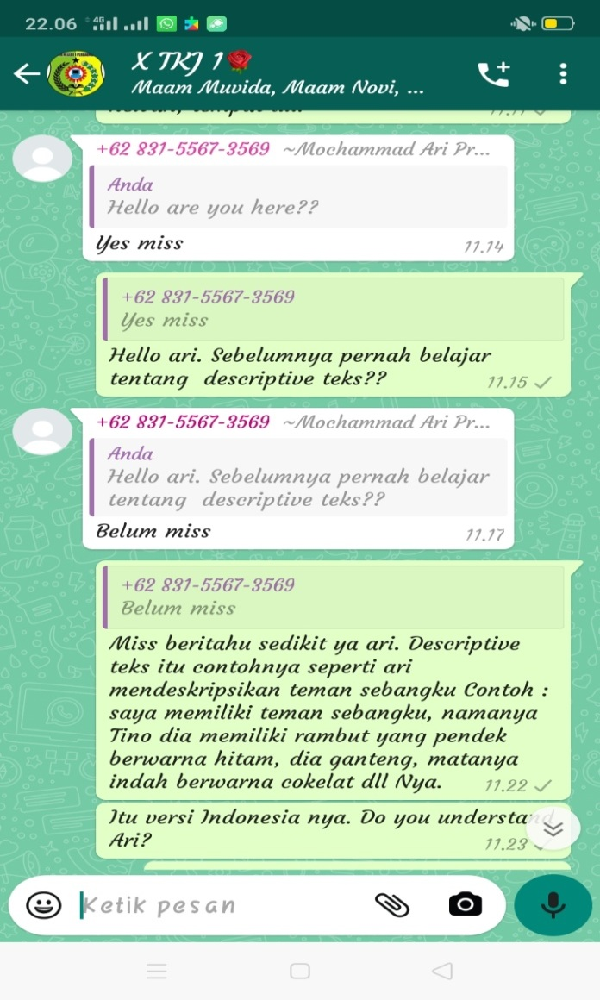 22.06
4G
X TKJ 1🌹
Maam Muvida, Maam Novi, ...
+62 831-5567-3569 ~Mochammad Ari Pr...
Anda
Hello are you here??
Yes miss
11.14
+62 831-5567-3569
Yes miss
Hello ari. Sebelumnya pernah belajar
tentang descriptive teks??
11.15
+62 831-5567-3569 ~Mochammad Ari Pr...
Anda
Hello ari. Sebelumnya pernah belajar
tentang descriptive teks??
Belum miss
11.17
+62 831-5567-3569
Belum miss
Miss beritahu sedikit ya ari. Descriptive
teks itu contohnya seperti ari
mendeskripsikan teman sebangku Contoh :
saya memiliki teman sebangku, namanya
Tino dia memiliki rambut yang pendek
berwarna hitam, dia ganteng, matanya
indah berwarna cokelat dll Nya.
11.22
Itu versi Indonesia nya. Do you understand
Ari?
11.23
Ketik pesan